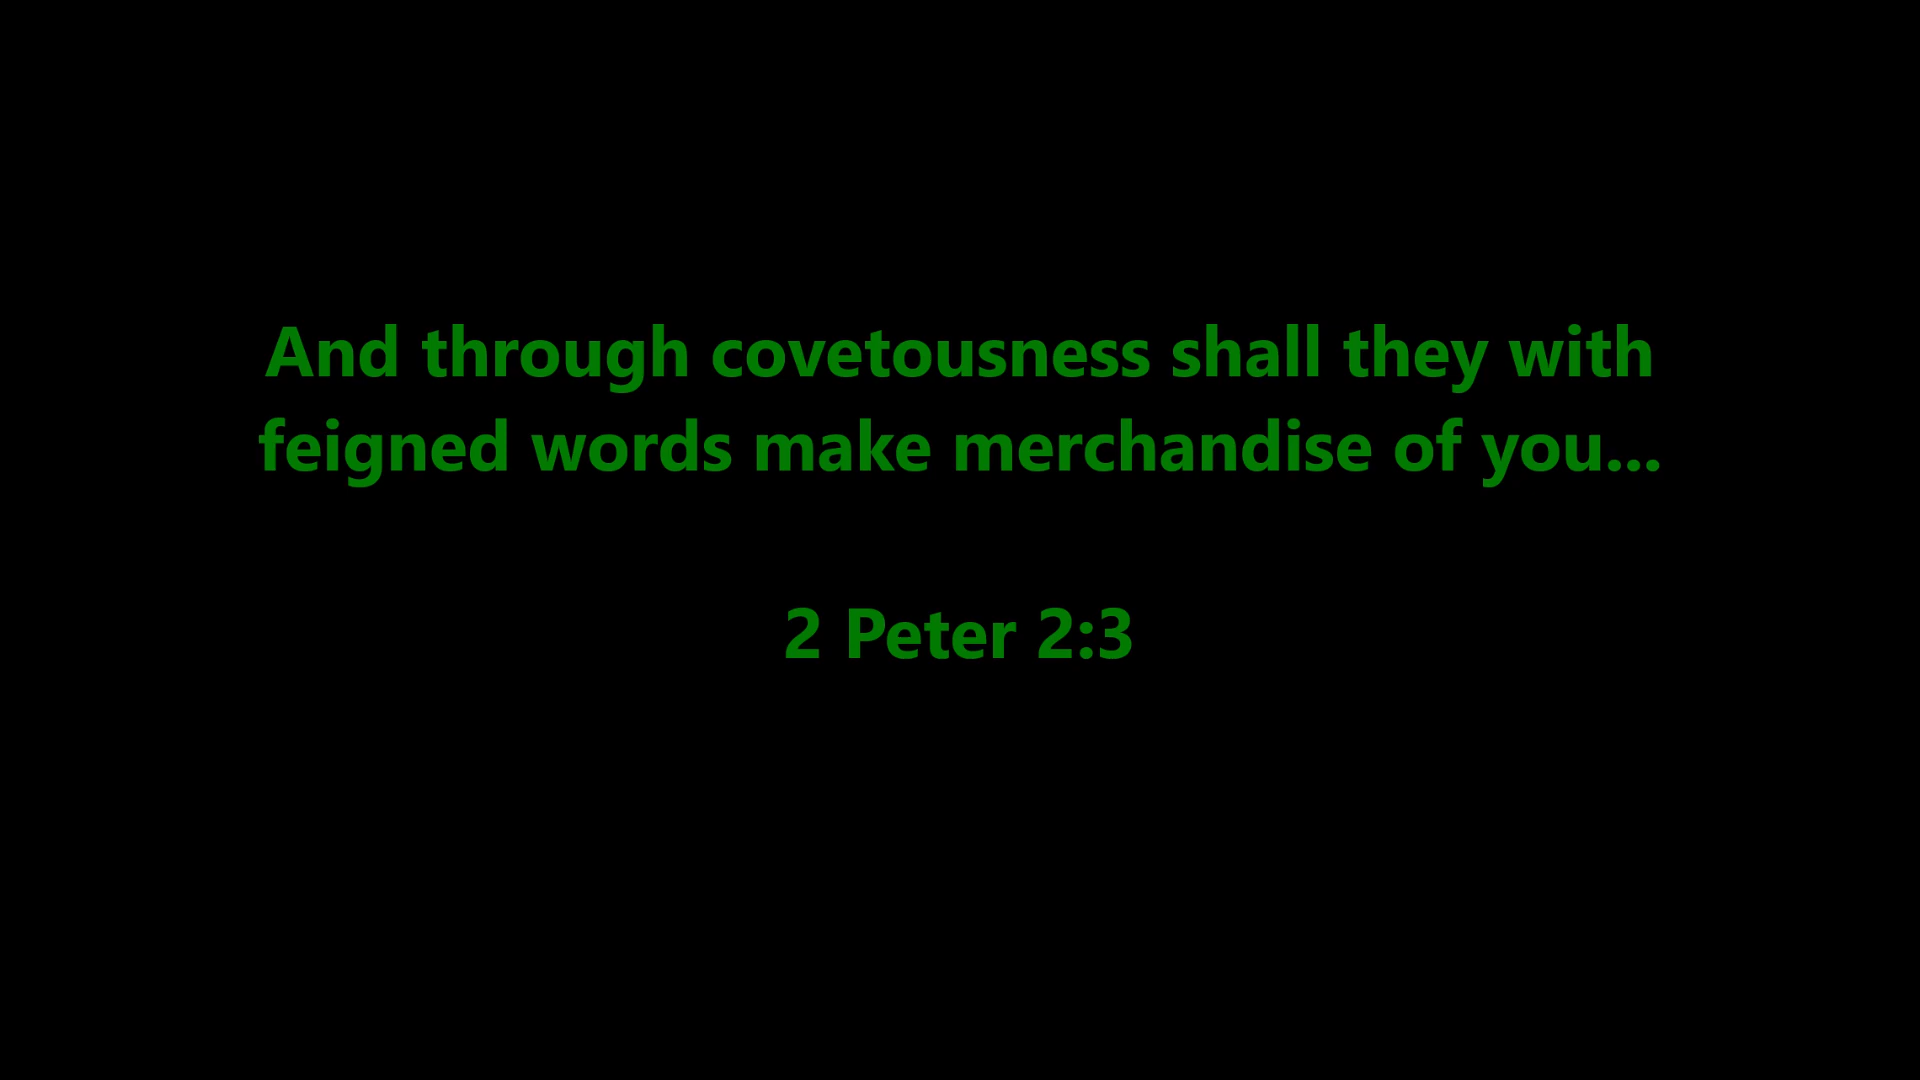 And through covetousness shall they with
feigned words make merchandise of you...
2 Peter 2:3